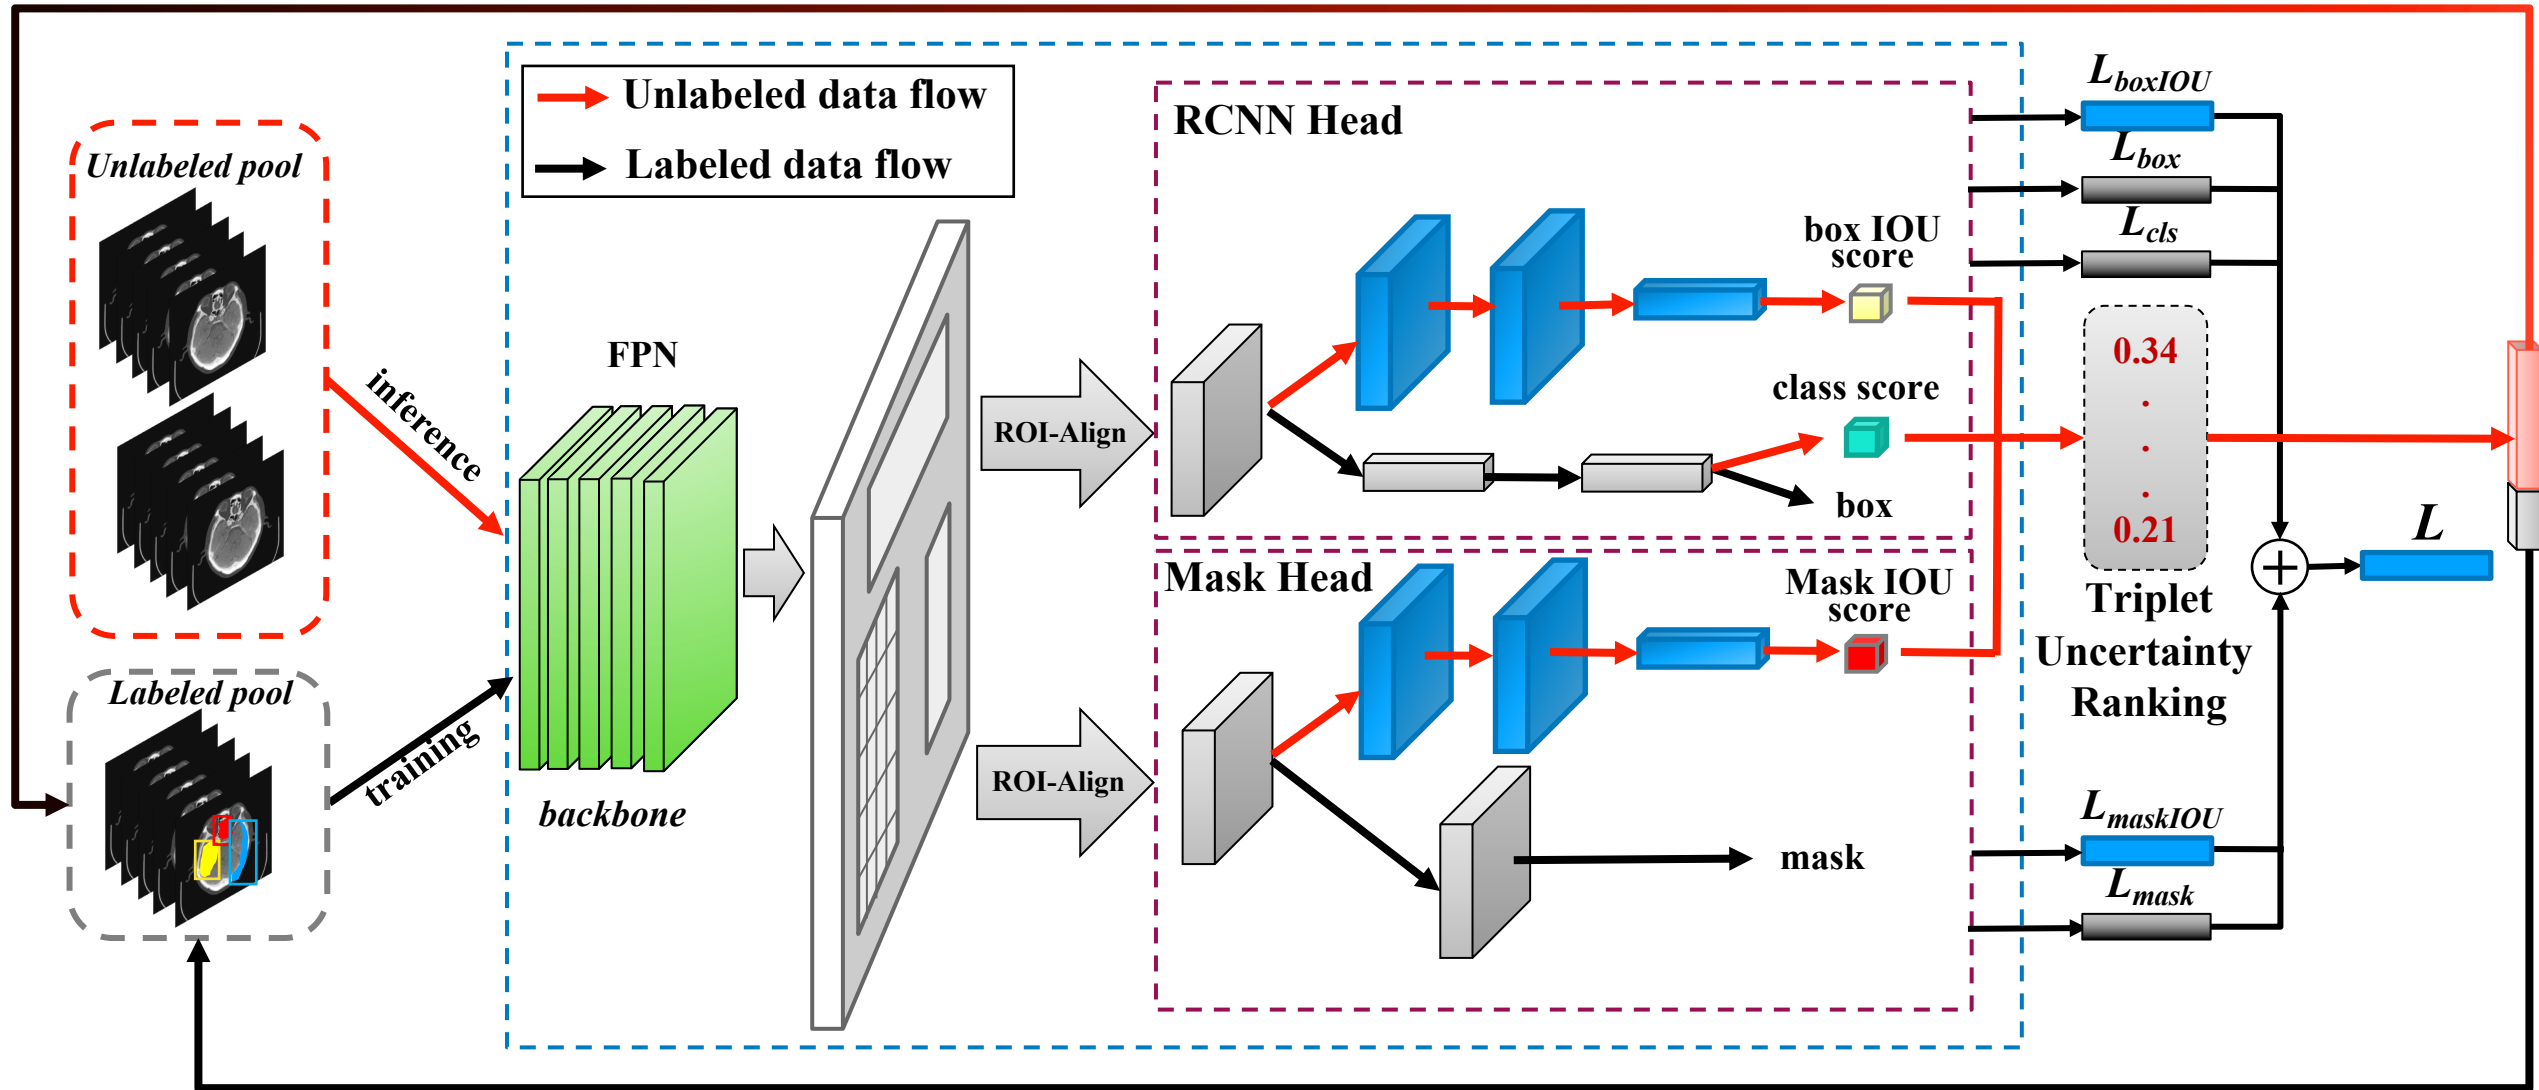 Unlabeled data flow
Labeled data flow
Unlabeled pool
inference
Labeled pool
training
FPN
backbone
ROI-Align
ROI-Align
RCNN Head
box IOU
score
class score
box
Mask Head
Mask IOU
score
mask
L_boxIOU
L_box
L_cls
0.34
.
.
.
0.21
Triplet
Uncertainty
Ranking
L
L_maskIOU
L_mask